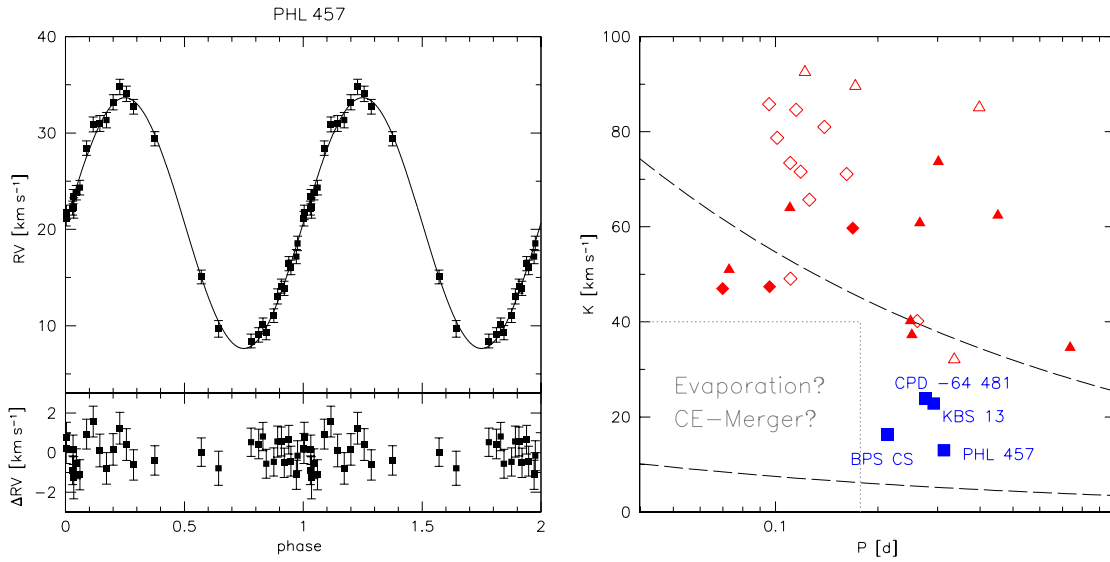 PHL 457
RV [km s⁻¹]
40
30
20
10
ΔRV [km s⁻¹]
2
0
−2
0
0.5
1
1.5
2
phase
K [km s⁻¹]
100
80
60
40
20
0
Evaporation?
CE−Merger?
CPD −64 481
KBS 13
BPS CS
PHL 457
0.1
P [d]